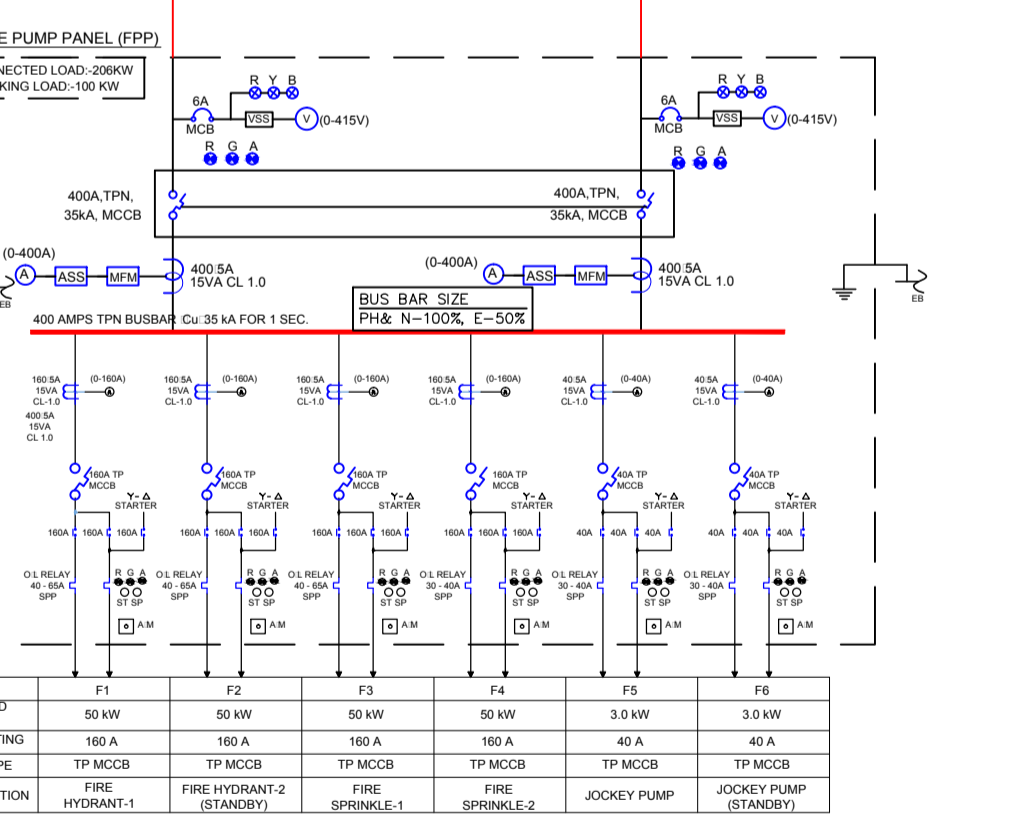 E PUMP PANEL (FPP)
NECTED LOAD:-206KW
KING LOAD:-100 KW
R Y B
6A
MCB
VSS
V
(0-415V)
R G A
R Y B
6A
MCB
VSS
V
(0-415V)
R G A
400A,TPN,
35kA, MCCB
400A,TPN,
35kA, MCCB
(0-400A)
A
ASS
MFM
400 5A
15VA CL 1.0
(0-400A)
A
ASS
MFM
400 5A
15VA CL 1.0
EB
EB
BUS BAR SIZE
PH& N-100%, E-50%
400 AMPS TPN BUSBAR Cu 35 kA FOR 1 SEC.
160 5A
15VA
CL-1.0
(0-160A)
A
400 5A
15VA
CL 1.0
160 5A
15VA
CL-1.0
(0-160A)
A
160 5A
15VA
CL-1.0
(0-160A)
A
160 5A
15VA
CL-1.0
(0-160A)
A
40 5A
15VA
CL-1.0
(0-40A)
A
40 5A
15VA
CL-1.0
(0-40A)
A
160A TP
MCCB
160A TP
MCCB
160A TP
MCCB
160A TP
MCCB
40A TP
MCCB
40A TP
MCCB
Y- Δ
STARTER
Y- Δ
STARTER
Y- Δ
STARTER
Y- Δ
STARTER
Y- Δ
STARTER
Y- Δ
STARTER
160A 160A 160A
160A 160A 160A
160A 160A 160A
160A 160A 160A
40A 40A 40A
40A 40A 40A
O L RELAY
40 - 65A
SPP
R G A
ST SP
A M
O L RELAY
40 - 65A
SPP
R G A
ST SP
A M
O L RELAY
40 - 65A
SPP
R G A
ST SP
A M
O L RELAY
30 - 40A
SPP
R G A
ST SP
A M
O L RELAY
30 - 40A
SPP
R G A
ST SP
A M
O L RELAY
30 - 40A
SPP
R G A
ST SP
A M
F1 F2 F3 F4 F5 F6
D 50 kW 50 kW 50 kW 50 kW 3.0 kW 3.0 kW
TING 160 A 160 A 160 A 160 A 40 A 40 A
PE TP MCCB TP MCCB TP MCCB TP MCCB TP MCCB TP MCCB
TION
FIRE
HYDRANT-1
FIRE HYDRANT-2
(STANDBY)
FIRE
SPRINKLE-1
FIRE
SPRINKLE-2
JOCKEY PUMP
JOCKEY PUMP
(STANDBY)